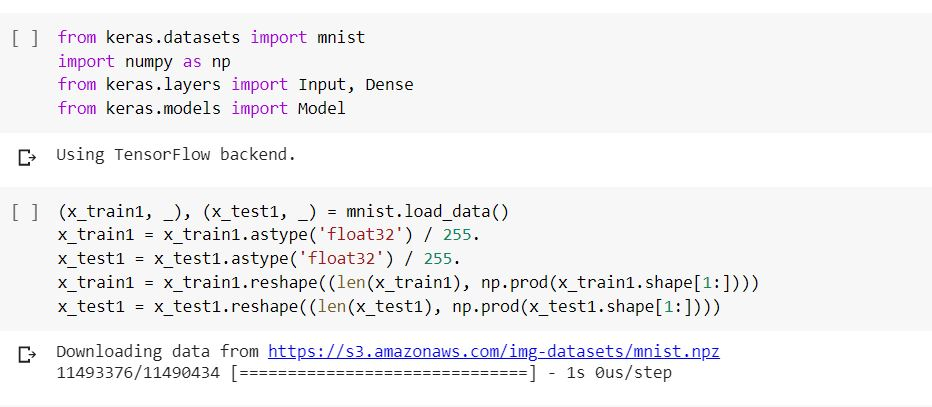 [ ] from keras.datasets import mnist
import numpy as np
from keras.layers import Input, Dense
from keras.models import Model
Using TensorFlow backend.
[ ] (x_train1, _), (x_test1, _) = mnist.load_data()
x_train1 = x_train1.astype('float32') / 255.
x_test1 = x_test1.astype('float32') / 255.
x_train1 = x_train1.reshape((len(x_train1), np.prod(x_train1.shape[1:])))
x_test1 = x_test1.reshape((len(x_test1), np.prod(x_test1.shape[1:])))
Downloading data from https://s3.amazonaws.com/img-datasets/mnist.npz
11493376/11490434 [==============================] - 1s 0us/step